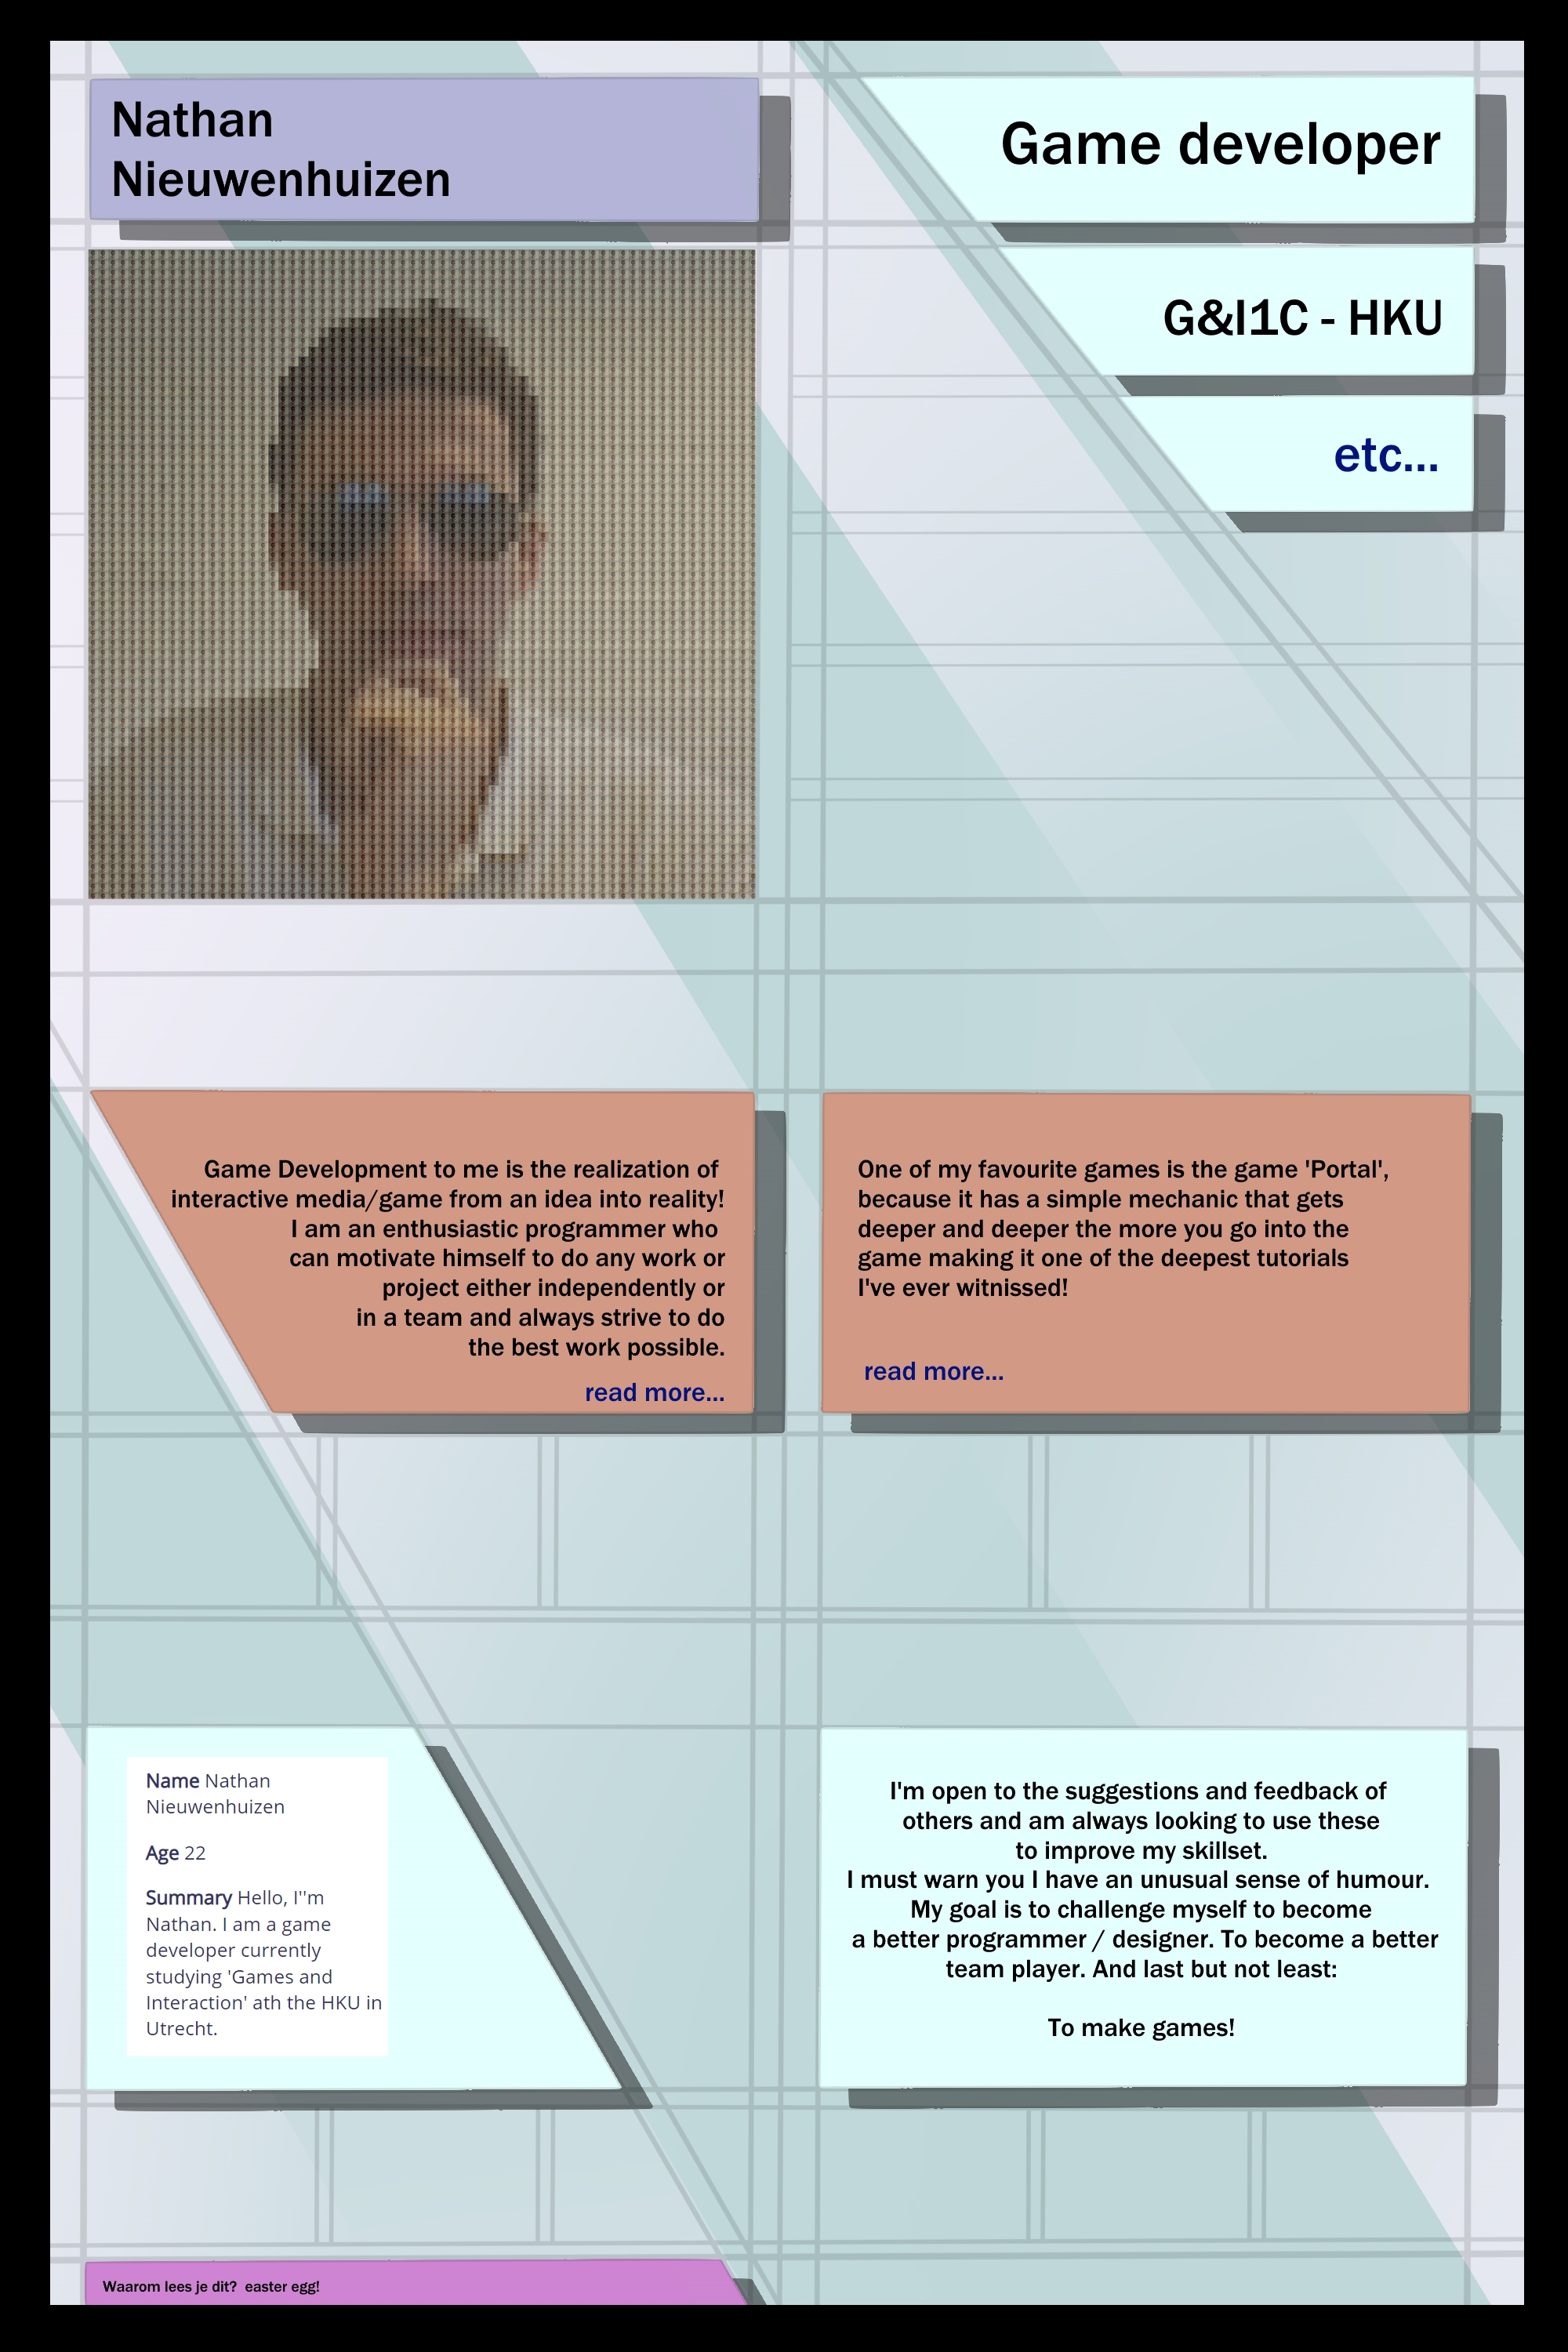 Nathan
Nieuwenhuizen
Game developer
G&I1C - HKU
etc...
Game Development to me is the realization of
interactive media/game from an idea into reality!
I am an enthusiastic programmer who
can motivate himself to do any work or
project either independently or
in a team and always strive to do
the best work possible.
read more...
One of my favourite games is the game 'Portal',
because it has a simple mechanic that gets
deeper and deeper the more you go into the
game making it one of the deepest tutorials
I've ever witnissed!
read more...
Name Nathan
Nieuwenhuizen
Age 22
Summary Hello, I''m
Nathan. I am a game
developer currently
studying 'Games and
Interaction' ath the HKU in
Utrecht.
I'm open to the suggestions and feedback of
others and am always looking to use these
to improve my skillset.
I must warn you I have an unusual sense of humour.
My goal is to challenge myself to become
a better programmer / designer. To become a better
team player. And last but not least:
To make games!
Waarom lees je dit?  easter egg!